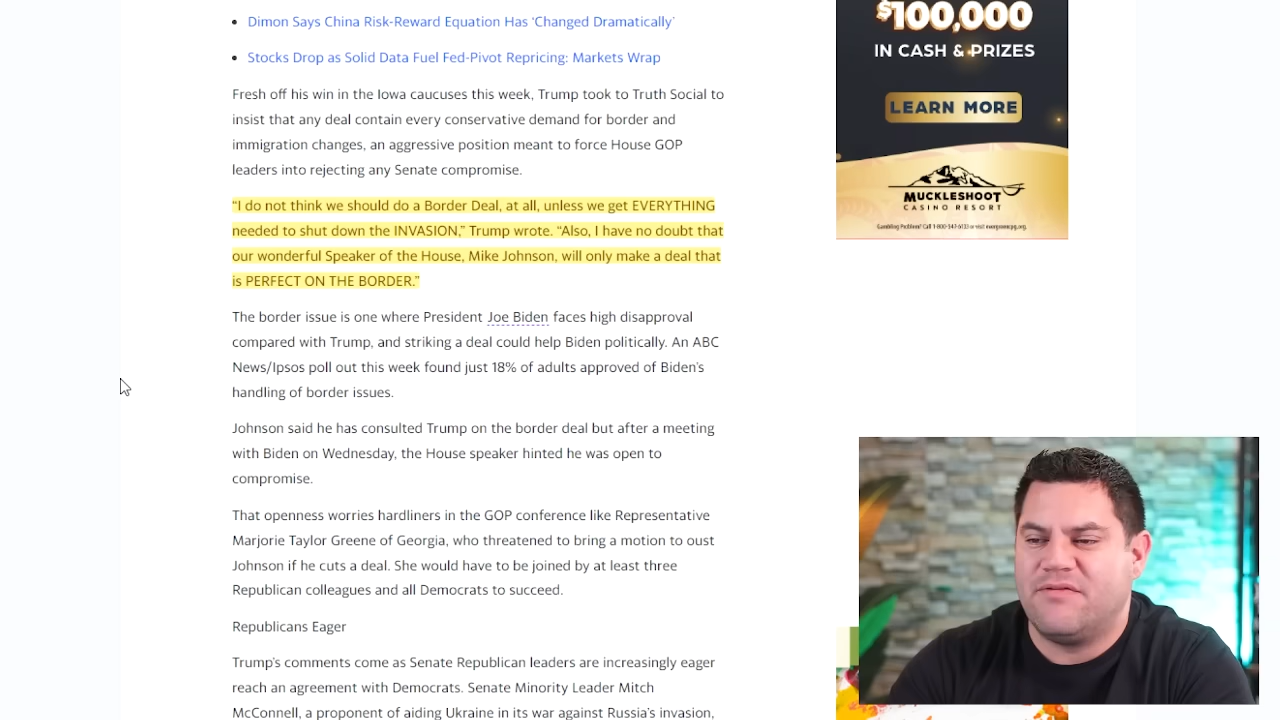 Dimon Says China Risk-Reward Equation Has ‘Changed Dramatically’
Stocks Drop as Solid Data Fuel Fed-Pivot Repricing: Markets Wrap
Fresh off his win in the Iowa caucuses this week, Trump took to Truth Social to
insist that any deal contain every conservative demand for border and
immigration changes, an aggressive position meant to force House GOP
leaders into rejecting any Senate compromise.
“I do not think we should do a Border Deal, at all, unless we get EVERYTHING
needed to shut down the INVASION,” Trump wrote. “Also, I have no doubt that
our wonderful Speaker of the House, Mike Johnson, will only make a deal that
is PERFECT ON THE BORDER.”
The border issue is one where President Joe Biden faces high disapproval
compared with Trump, and striking a deal could help Biden politically. An ABC
News/Ipsos poll out this week found just 18% of adults approved of Biden’s
handling of border issues.
Johnson said he has consulted Trump on the border deal but after a meeting
with Biden on Wednesday, the House speaker hinted he was open to
compromise.
That openness worries hardliners in the GOP conference like Representative
Marjorie Taylor Greene of Georgia, who threatened to bring a motion to oust
Johnson if he cuts a deal. She would have to be joined by at least three
Republican colleagues and all Democrats to succeed.
Republicans Eager
Trump’s comments come as Senate Republican leaders are increasingly eager
reach an agreement with Democrats. Senate Minority Leader Mitch
McConnell, a proponent of aiding Ukraine in its war against Russia’s invasion,
$100,000
IN CASH & PRIZES
LEARN MORE
MUCKLESHOOT
CASINO RESORT
Gambling Problem? Call 1-800-547-6133 or visit evergreencpg.org.